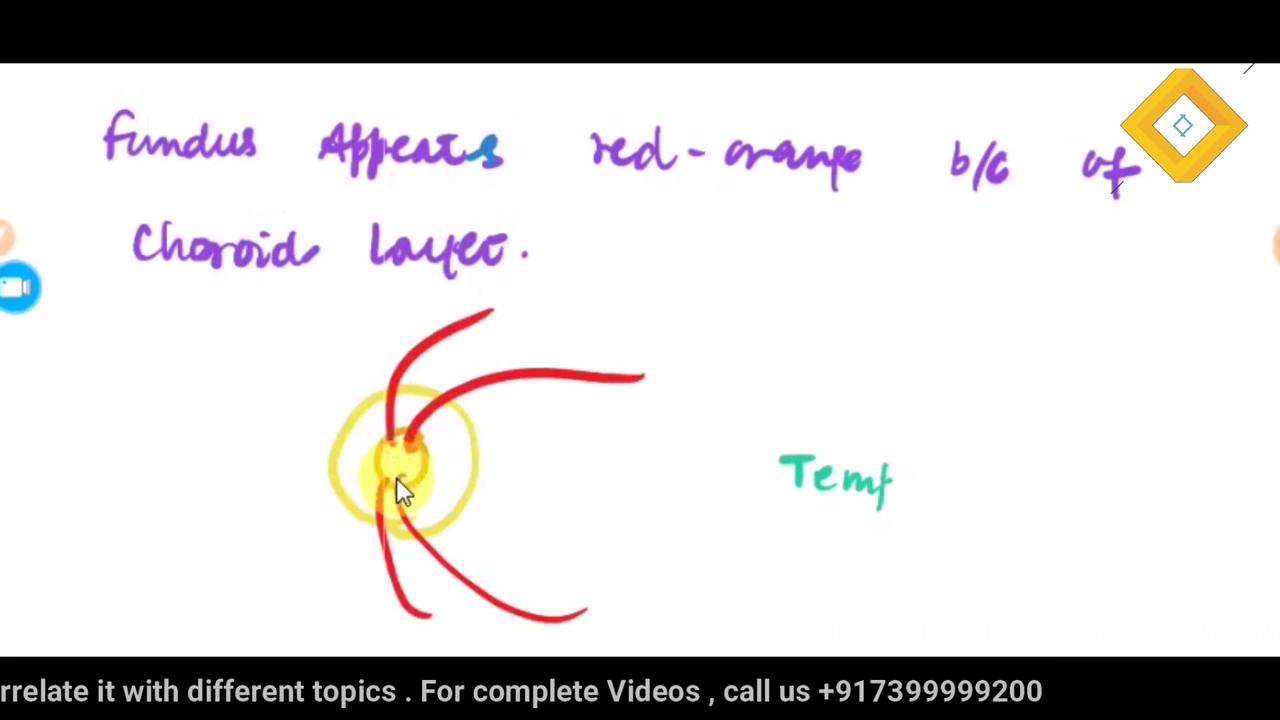 Fundus Appears red-orange b/c of
Choroid Layer.
Temp
rrelate it with different topics . For complete Videos , call us +917399999200